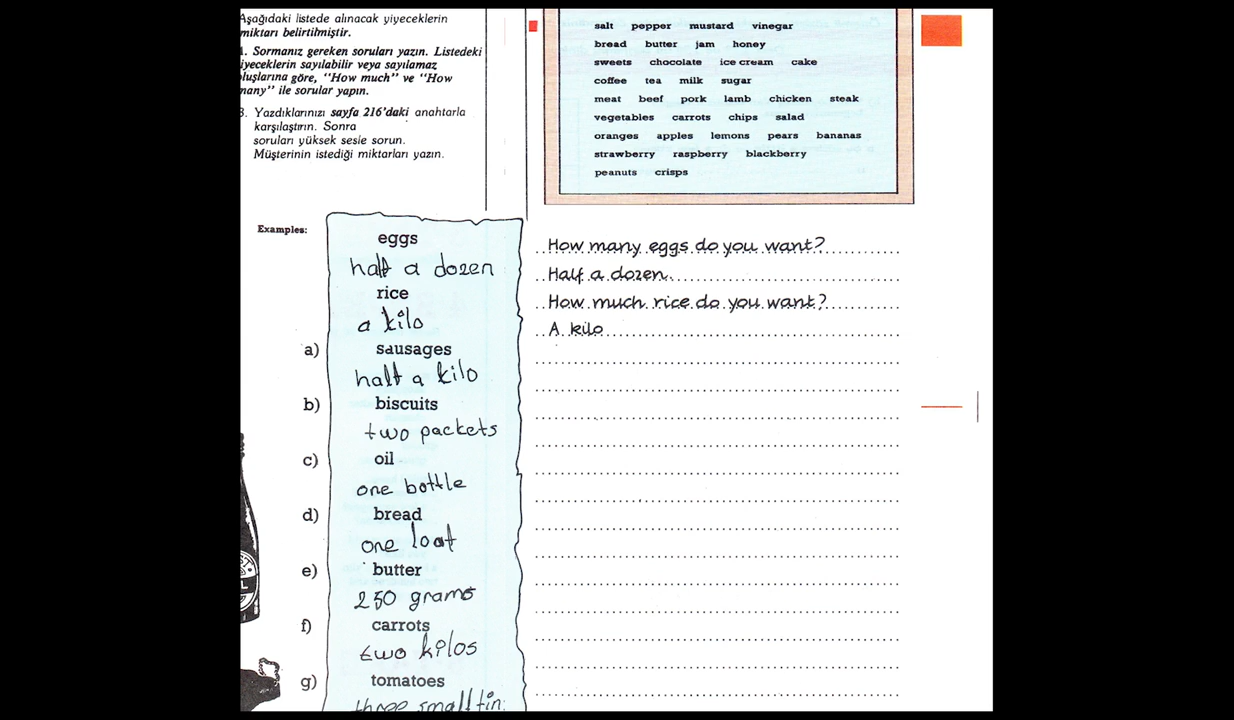 Aşağıdaki listede alınacak yiyeceklerin
miktarı belirtilmiştir.
1. Sormanız gereken soruları yazın. Listedeki
iyeceklerin sayılabilir veya sayılamaz
oluşlarına göre, "How much" ve "How
many" ile sorular yapın.
3. Yazdıklarınızı sayfa 216'daki anahtarla
karşılaştırın. Sonra
soruları yüksek sesle sorun.
Müşterinin istediği miktarları yazın.
salt pepper mustard vinegar
bread butter jam honey
sweets chocolate ice cream cake
coffee tea milk sugar
meat beef pork lamb chicken steak
vegetables carrots chips salad
oranges apples lemons pears bananas
strawberry raspberry blackberry
peanuts crisps
Examples:
eggs
half a dozen
rice
a kilo
a) sausages
half a kilo
b) biscuits
two packets
c) oil
one bottle
d) bread
one loaf
e) butter
250 grams
f) carrots
two kilos
g) tomatoes
three small tin
How many eggs do you want?
Half a dozen.
How much rice do you want?
A kilo